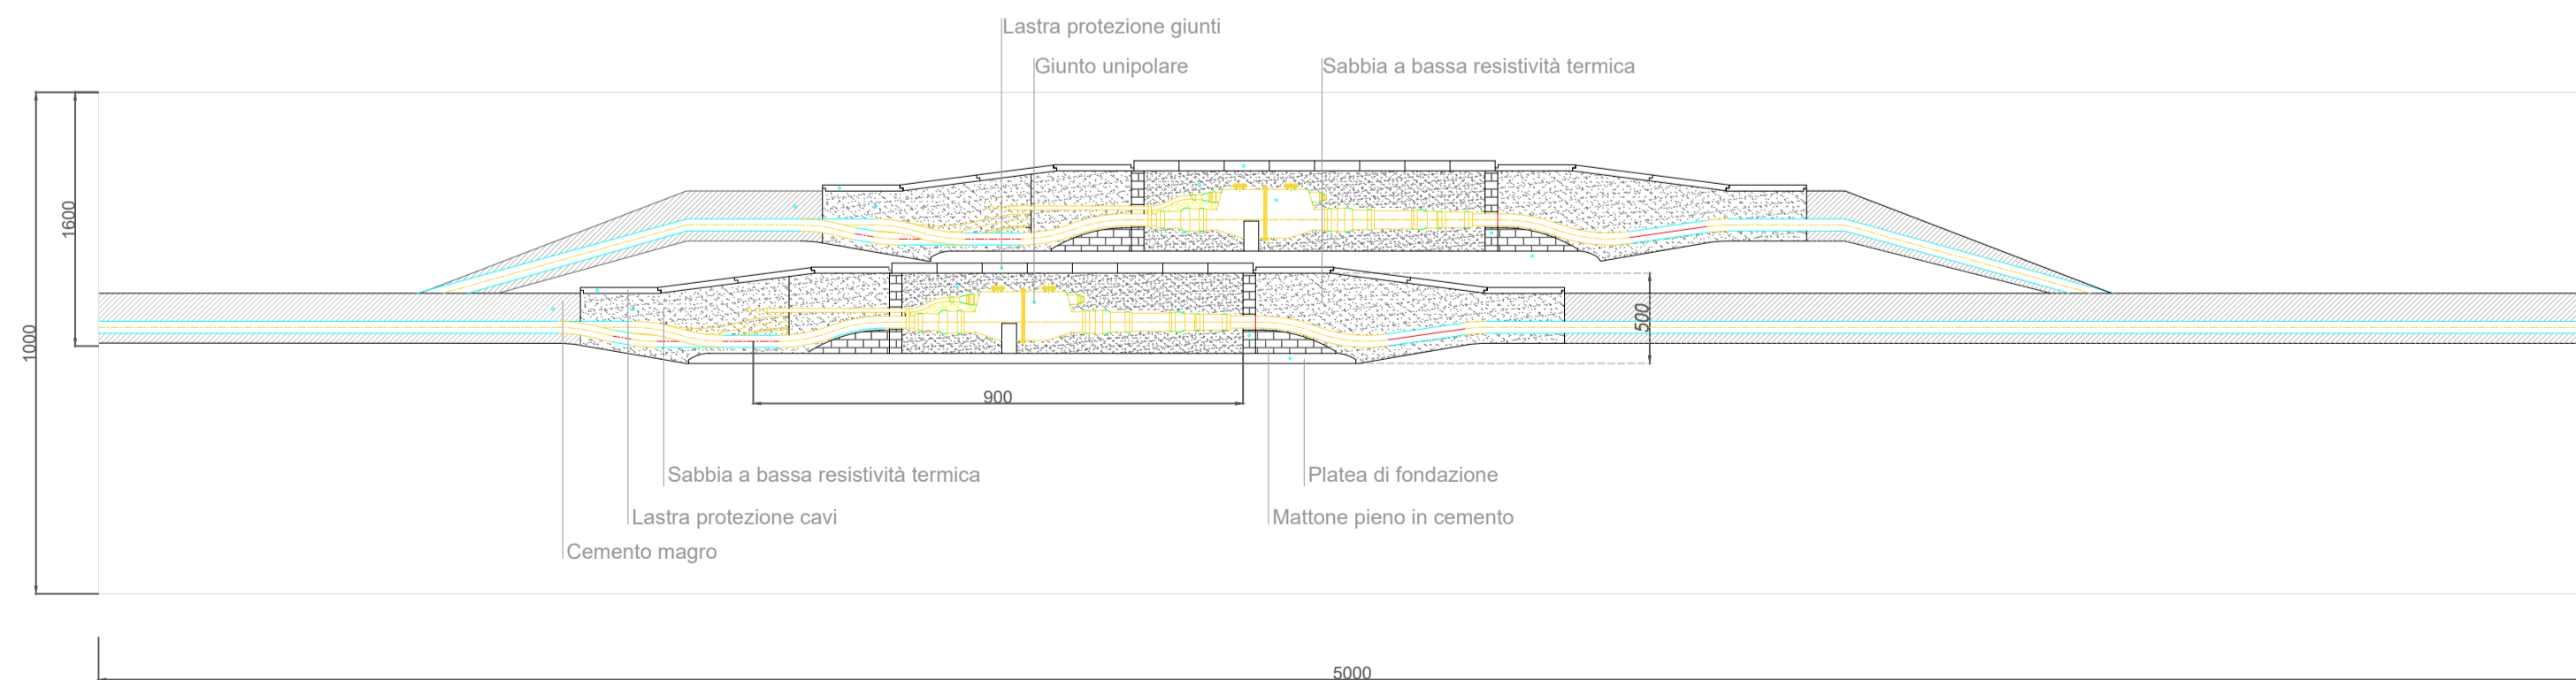 Lastra protezione giunti
Giunto unipolare
Sabbia a bassa resistività termica
1600
1000
500
900
Sabbia a bassa resistività termica
Platea di fondazione
Lastra protezione cavi
Mattone pieno in cemento
Cemento magro
5000